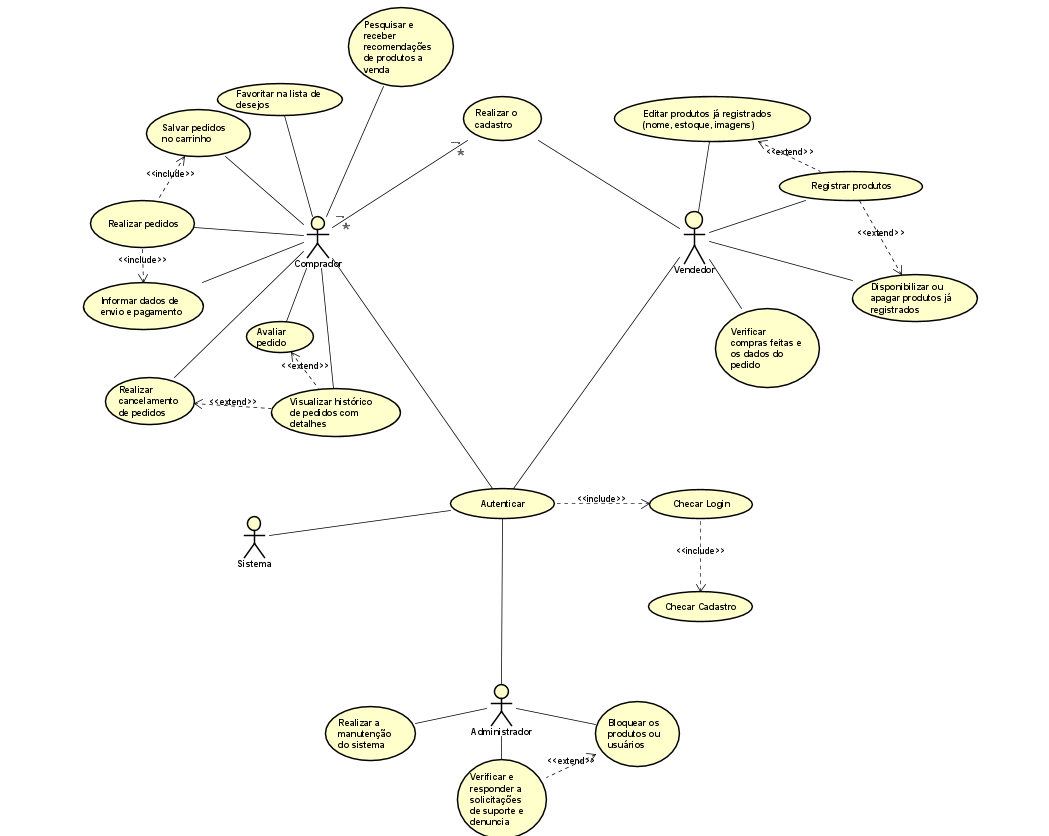 Pesquisar e
receber
recomendações
de produtos a
venda
Favoritar na lista de
desejos
Salvar pedidos
no carrinho
Realizar o
cadastro
*
Editar produtos já registrados
(nome, estoque, imagens)
<<extend>>
Registrar produtos
<<include>>
Realizar pedidos
*
Comprador
Vendedor
<<extend>>
<<include>>
Informar dados de
envio e pagamento
Disponibilizar ou
apagar produtos já
registrados
Avaliar
pedido
Verificar
compras feitas e
os dados do
pedido
<<extend>>
Realizar
cancelamento
de pedidos
<<extend>>
Visualizar histórico
de pedidos com
detalhes
Autenticar
<<include>>
Checar Login
Sistema
<<include>>
Checar Cadastro
Realizar a
manutenção
do sistema
Administrador
Bloquear os
produtos ou
usuários
<<extend>>
Verificar e
responder a
solicitações
de suporte e
denuncia